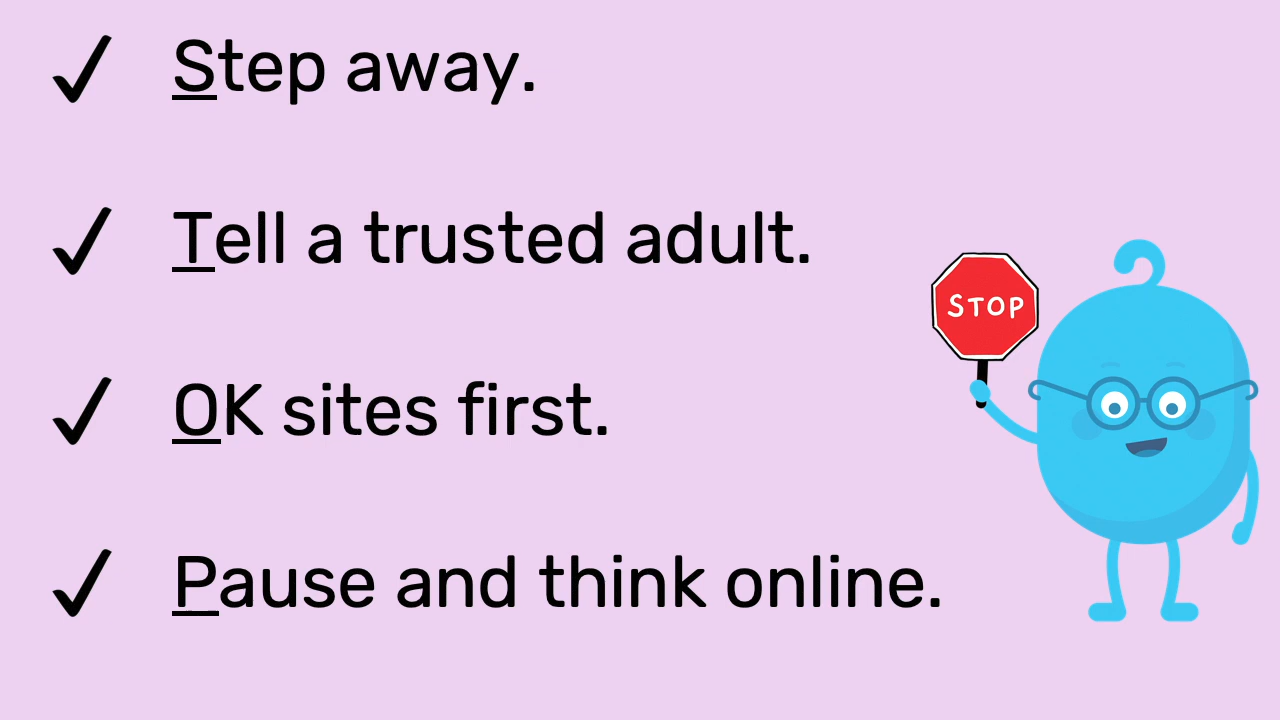 Step away.
Tell a trusted adult.
STOP
OK sites first.
Pause and think online.